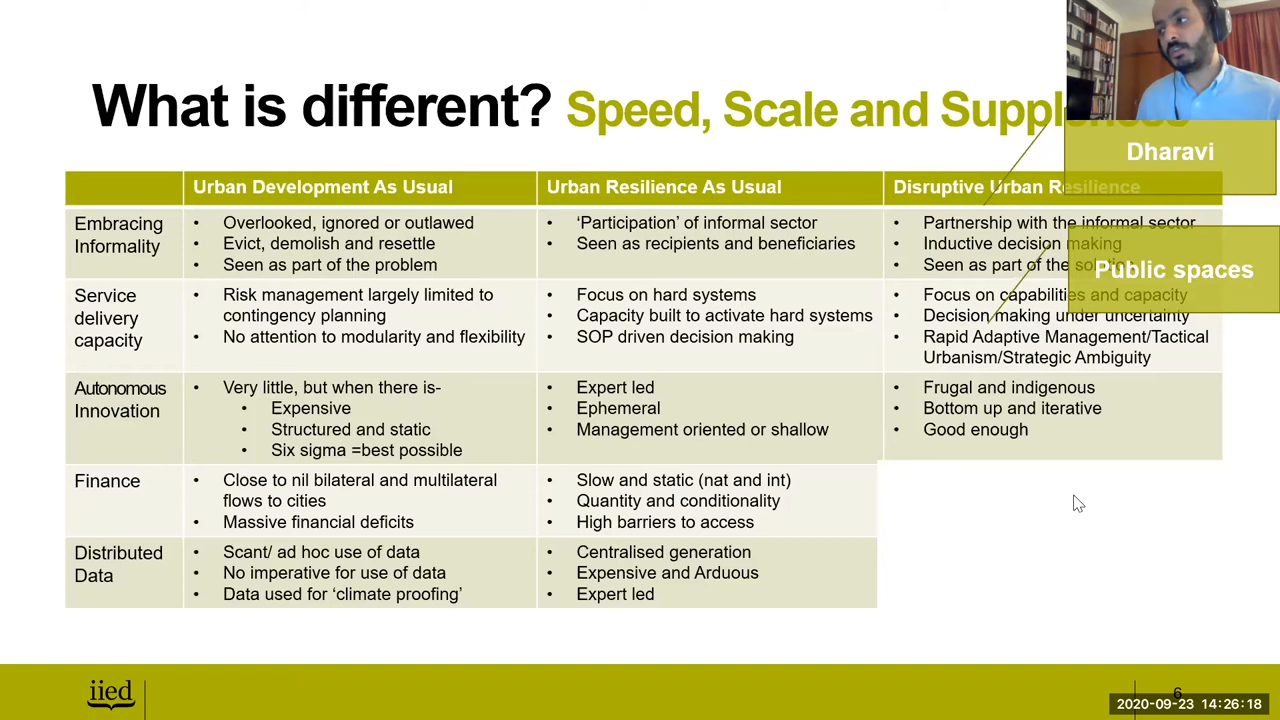 What is different? Speed, Scale and
Dharavi
Urban Development As Usual
Urban Resilience As Usual
Disruptive Urban Resilience
Embracing
Informality
• Overlooked, ignored or outlawed
• Evict, demolish and resettle
• Seen as part of the problem
• ‘Participation’ of informal sector
• Seen as recipients and beneficiaries
• Partnership with the informal sector
• Inductive decision making
• Seen as part of the
Public spaces
Service
delivery
capacity
• Risk management largely limited to
contingency planning
• No attention to modularity and flexibility
• Focus on hard systems
• Capacity built to activate hard systems
• SOP driven decision making
• Focus on capabilities and capacity
• Decision making under uncertainty
• Rapid Adaptive Management/Tactical
Urbanism/Strategic Ambiguity
Autonomous
Innovation
• Very little, but when there is-
• Expensive
• Structured and static
• Six sigma =best possible
• Expert led
• Ephemeral
• Management oriented or shallow
• Frugal and indigenous
• Bottom up and iterative
• Good enough
Finance
• Close to nil bilateral and multilateral
flows to cities
• Massive financial deficits
• Slow and static (nat and int)
• Quantity and conditionality
• High barriers to access
Distributed
Data
• Scant/ ad hoc use of data
• No imperative for use of data
• Data used for ‘climate proofing’
• Centralised generation
• Expensive and Arduous
• Expert led
iied
6
2020-09-23 14:26:18